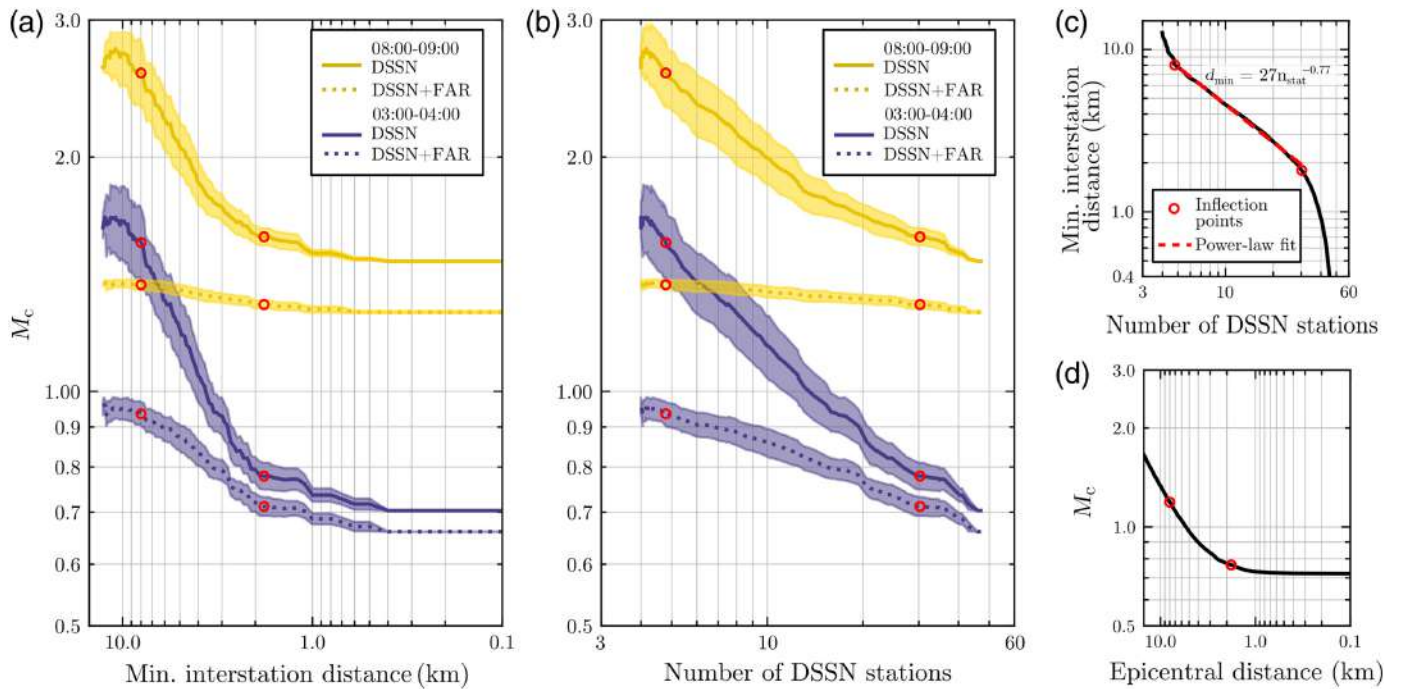 (a)
3.0
2.0
1.00
0.9
0.8
0.7
0.6
0.5
M_c
10.0 1.0 0.1
Min. interstation distance (km)
08:00-09:00
DSSN
DSSN+FAR
03:00-04:00
DSSN
DSSN+FAR
(b)
08:00-09:00
DSSN
DSSN+FAR
03:00-04:00
DSSN
DSSN+FAR
3 10 60
Number of DSSN stations
(c)
10.0
1.0
0.4
Min. interstation
distance (km)
d_min = 27n_stat^−0.77
Inflection
points
Power-law fit
3 10 60
Number of DSSN stations
(d)
3.0
2.0
1.0
0.5
M_c
10.0 1.0 0.1
Epicentral distance (km)